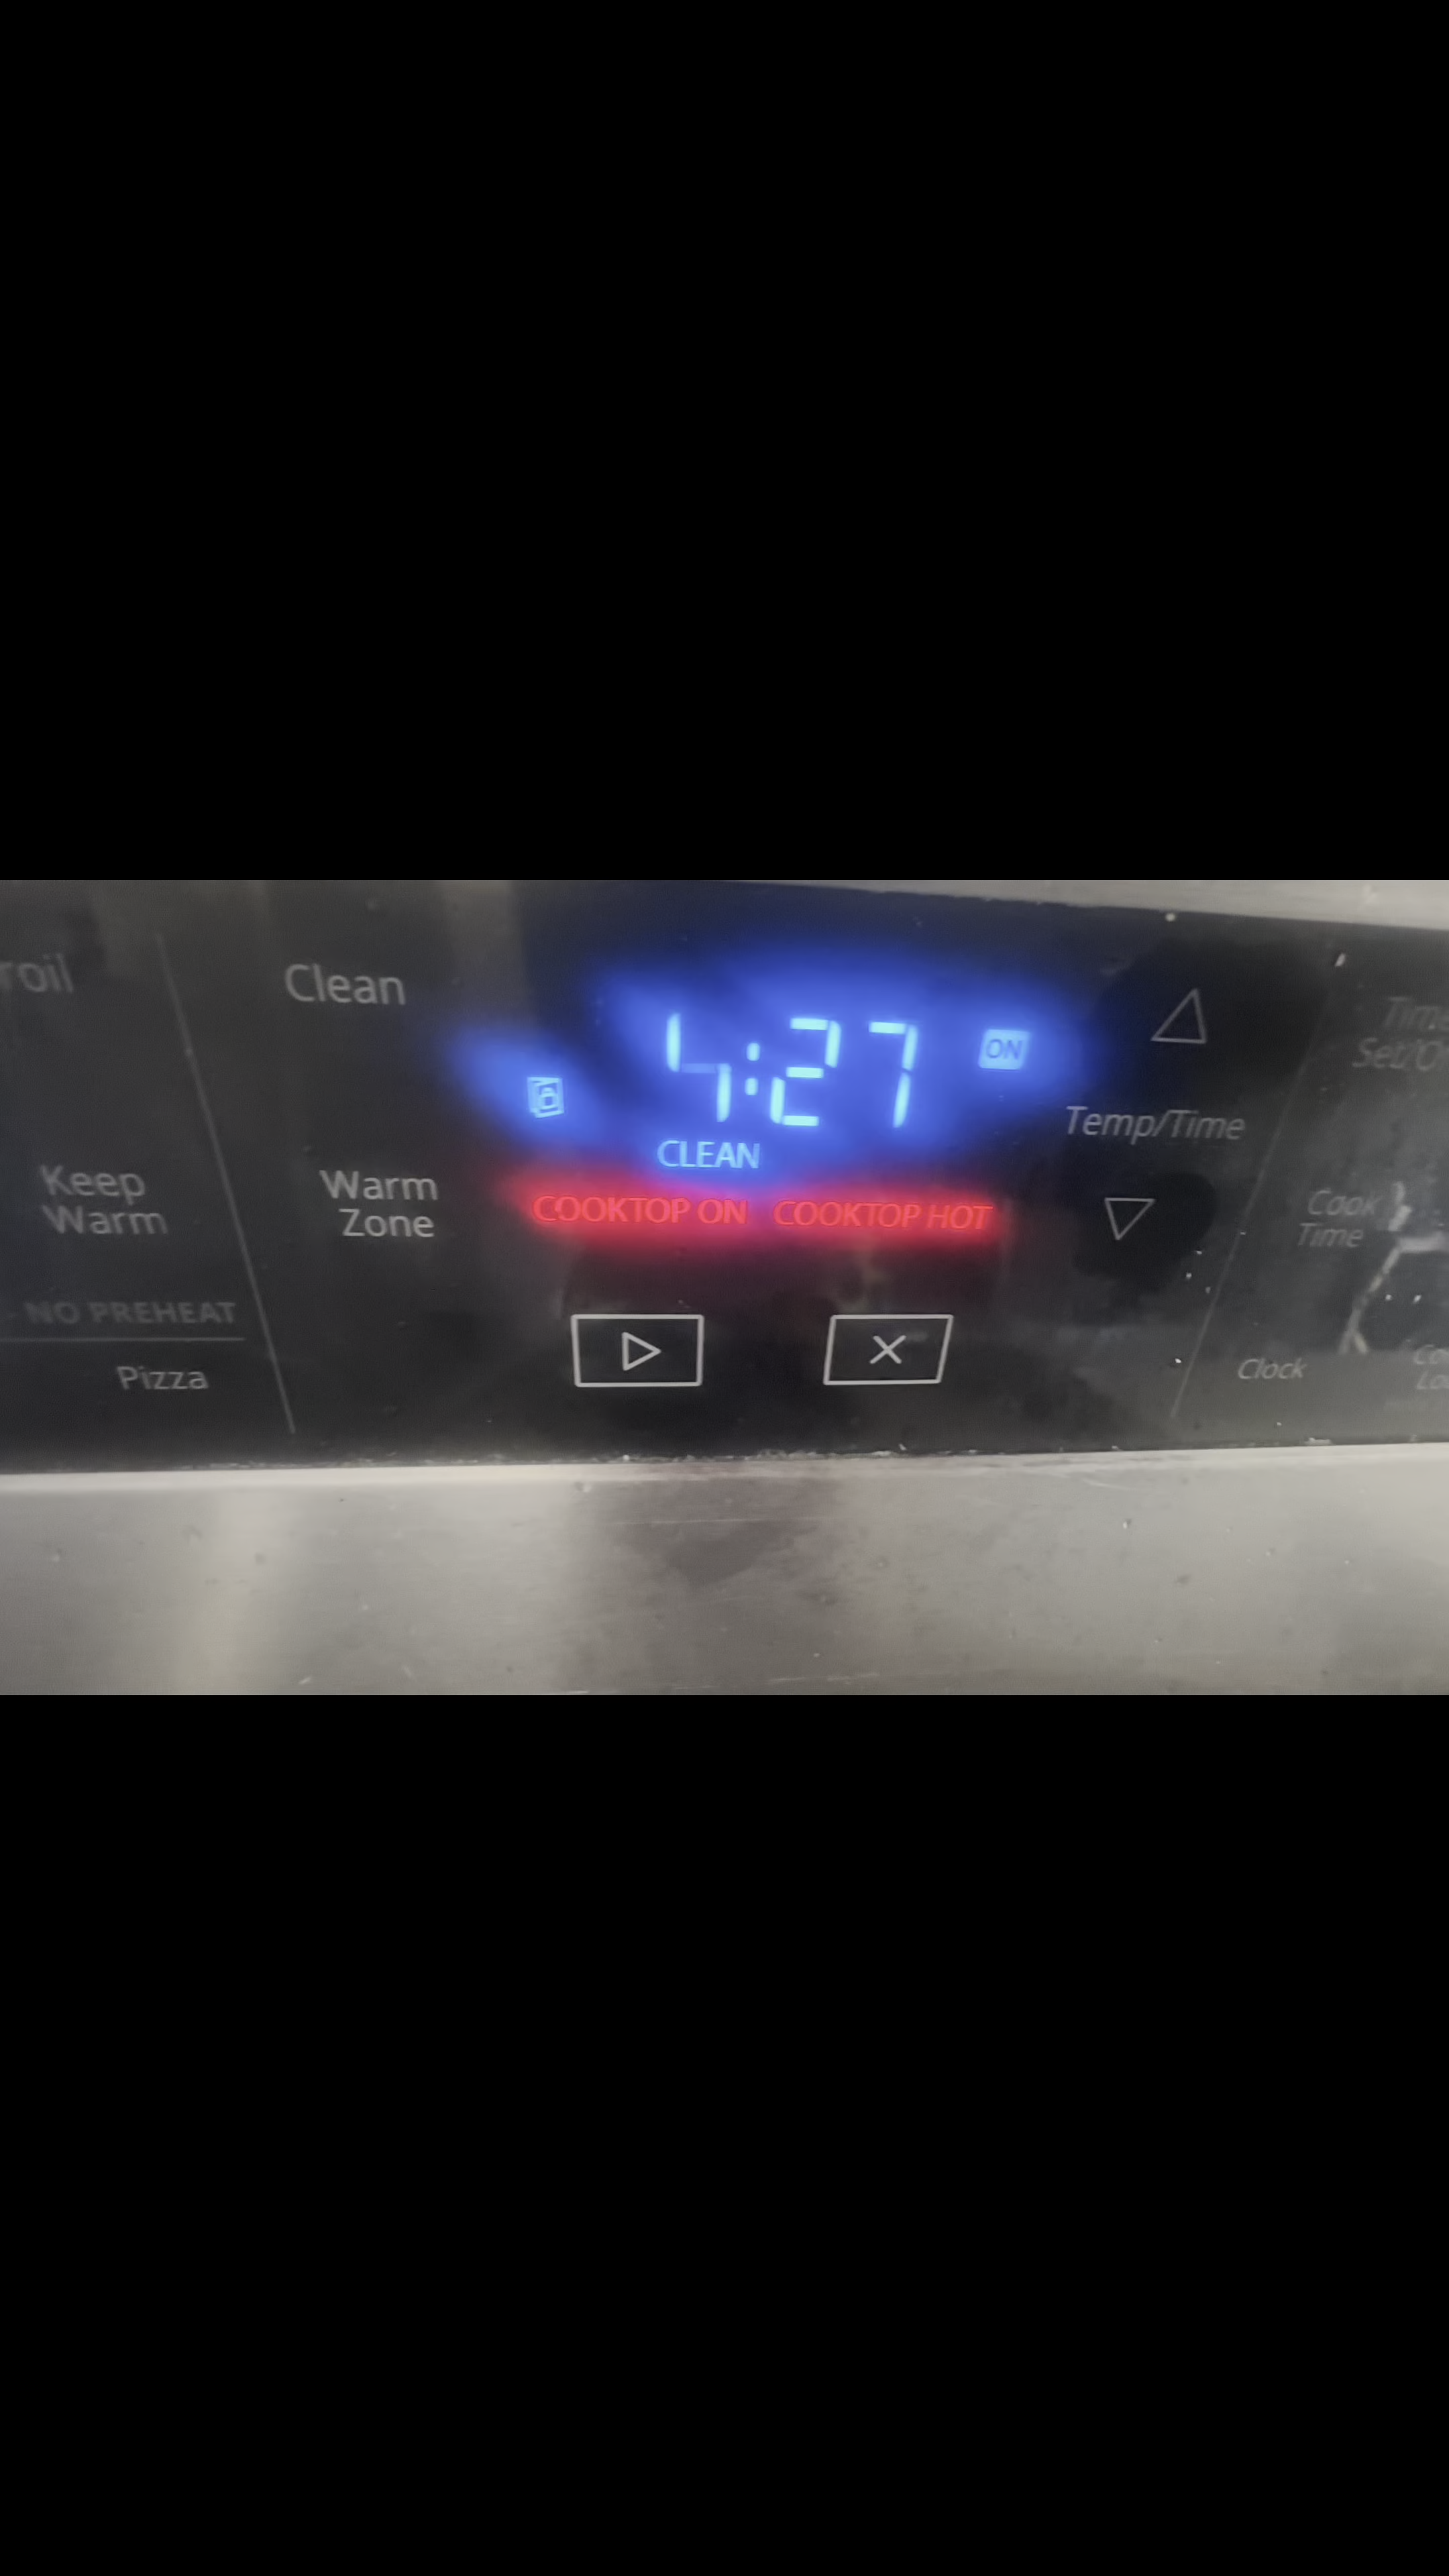 Clean
4:27
ON
Temp/Time
CLEAN
Keep
Warm
Warm
Zone
COOKTOP ON COOKTOP HOT
Cook
Time
NO PREHEAT
Pizza
Clock